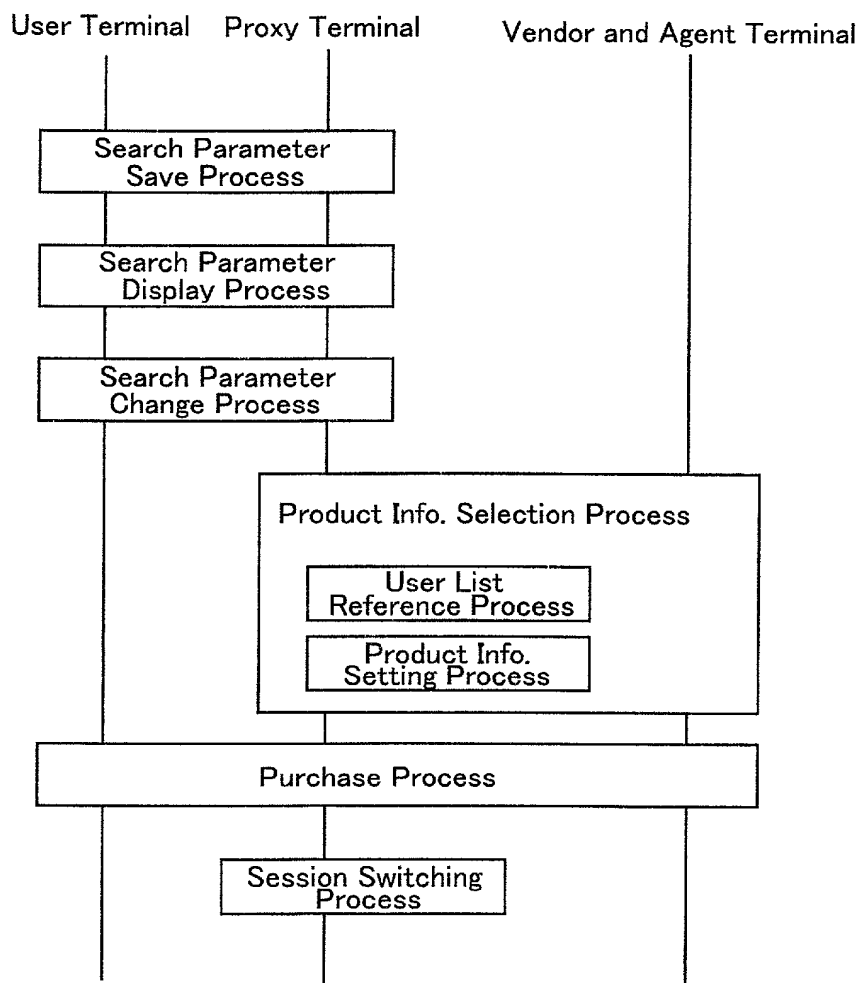 User Terminal Proxy Terminal Vendor and Agent Terminal
Search Parameter
Save Process
Search Parameter
Display Process
Search Parameter
Change Process
Product Info. Selection Process
User List
Reference Process
Product Info.
Setting Process
Purchase Process
Session Switching
Process